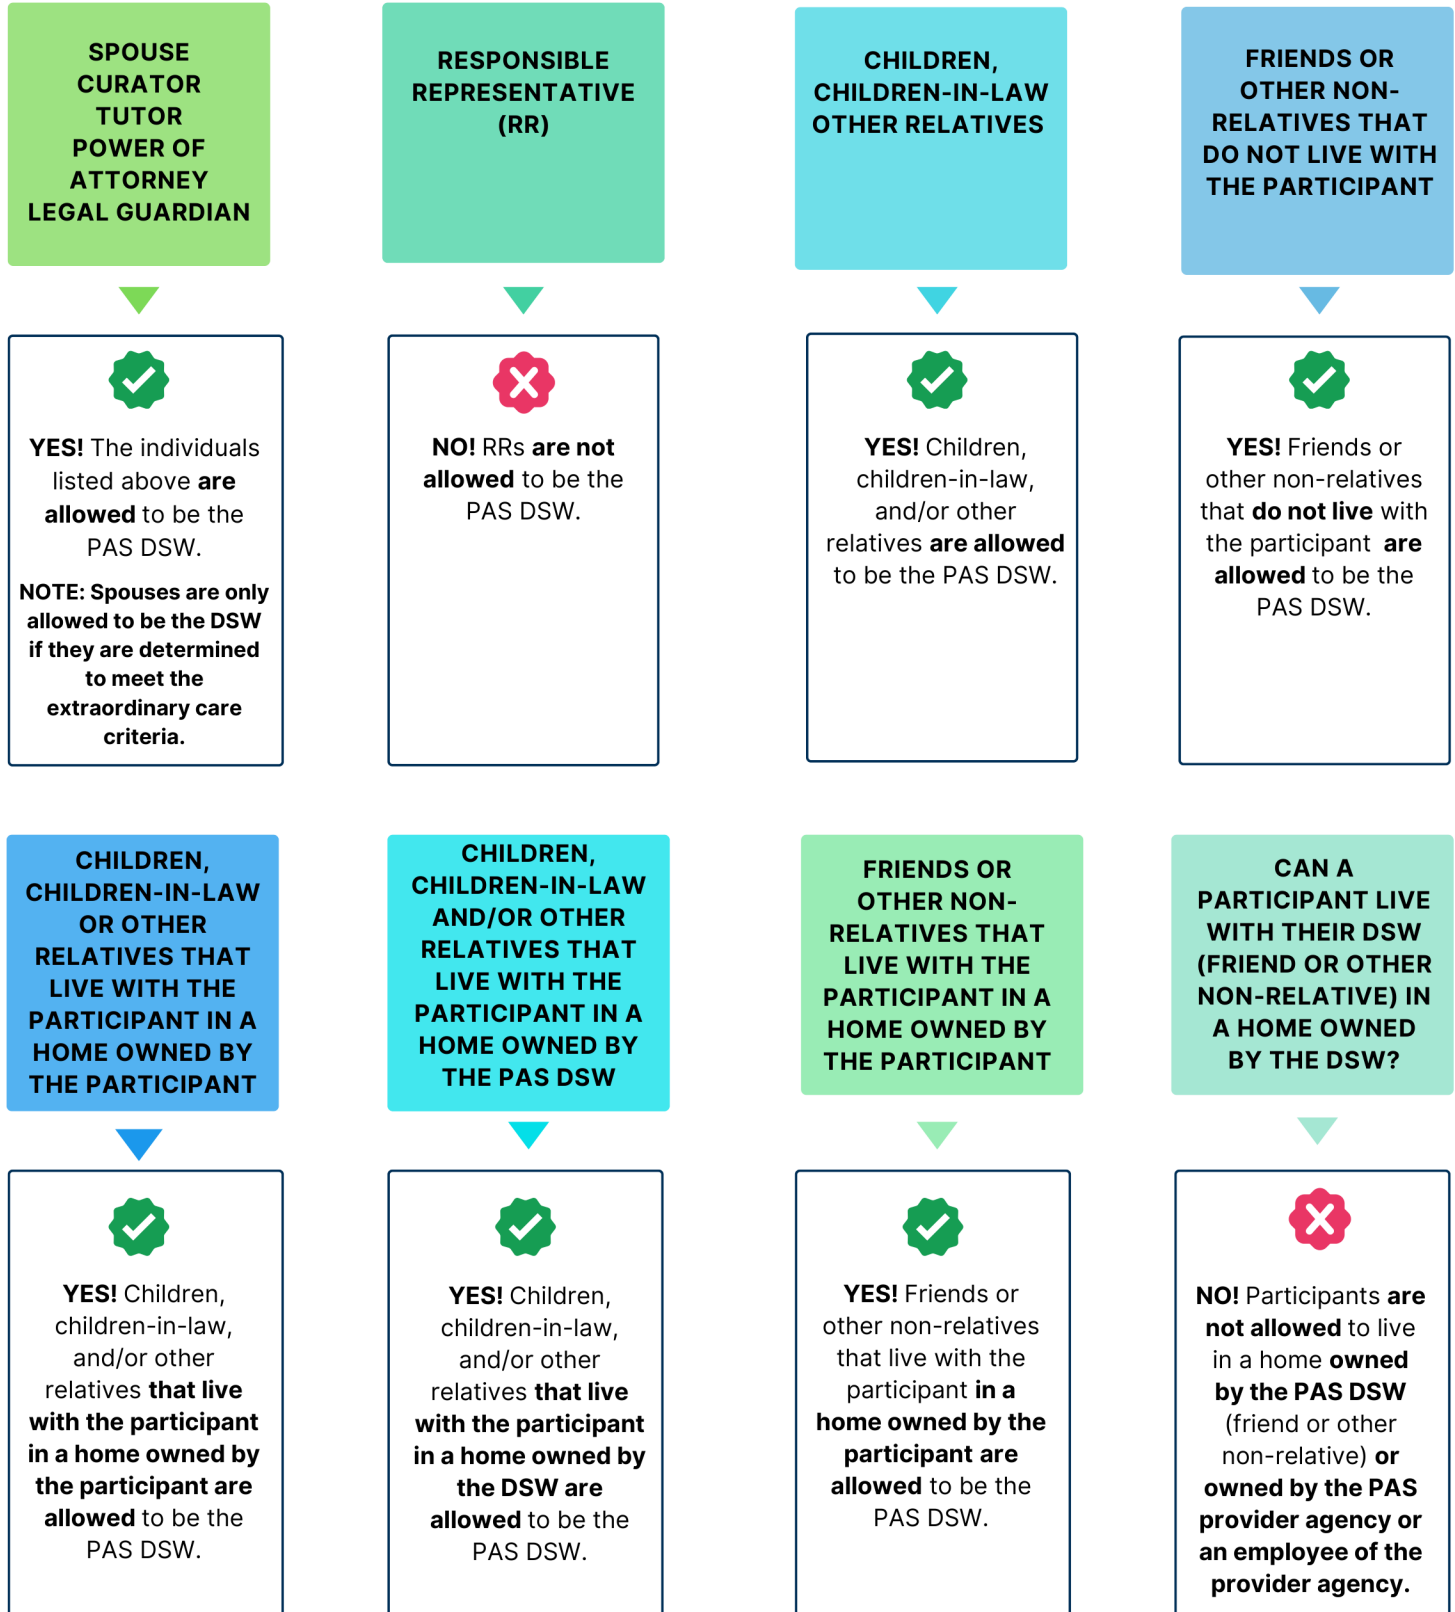 SPOUSE
CURATOR
TUTOR
POWER OF
ATTORNEY
LEGAL GUARDIAN
YES! The individuals
listed above are
allowed to be the
PAS DSW.
NOTE: Spouses are only
allowed to be the DSW
if they are determined
to meet the
extraordinary care
criteria.
RESPONSIBLE
REPRESENTATIVE
(RR)
NO! RRs are not
allowed to be the
PAS DSW.
CHILDREN,
CHILDREN-IN-LAW
OTHER RELATIVES
YES! Children,
children-in-law,
and/or other
relatives are allowed
to be the PAS DSW.
FRIENDS OR
OTHER NON-
RELATIVES THAT
DO NOT LIVE WITH
THE PARTICIPANT
YES! Friends or
other non-relatives
that do not live with
the participant are
allowed to be the
PAS DSW.
CHILDREN,
CHILDREN-IN-LAW
OR OTHER
RELATIVES THAT
LIVE WITH THE
PARTICIPANT IN A
HOME OWNED BY
THE PARTICIPANT
YES! Children,
children-in-law,
and/or other
relatives that live
with the participant
in a home owned by
the participant are
allowed to be the
PAS DSW.
CHILDREN,
CHILDREN-IN-LAW
AND/OR OTHER
RELATIVES THAT
LIVE WITH THE
PARTICIPANT IN A
HOME OWNED BY
THE PAS DSW
YES! Children,
children-in-law,
and/or other
relatives that live
with the participant
in a home owned by
the DSW are
allowed to be the
PAS DSW.
FRIENDS OR
OTHER NON-
RELATIVES THAT
LIVE WITH THE
PARTICIPANT IN A
HOME OWNED BY
THE PARTICIPANT
YES! Friends or
other non-relatives
that live with the
participant in a
home owned by the
participant are
allowed to be the
PAS DSW.
CAN A
PARTICIPANT LIVE
WITH THEIR DSW
(FRIEND OR OTHER
NON-RELATIVE) IN
A HOME OWNED
BY THE DSW?
NO! Participants are
not allowed to live
in a home owned
by the PAS DSW
(friend or other
non-relative) or
owned by the PAS
provider agency or
an employee of the
provider agency.